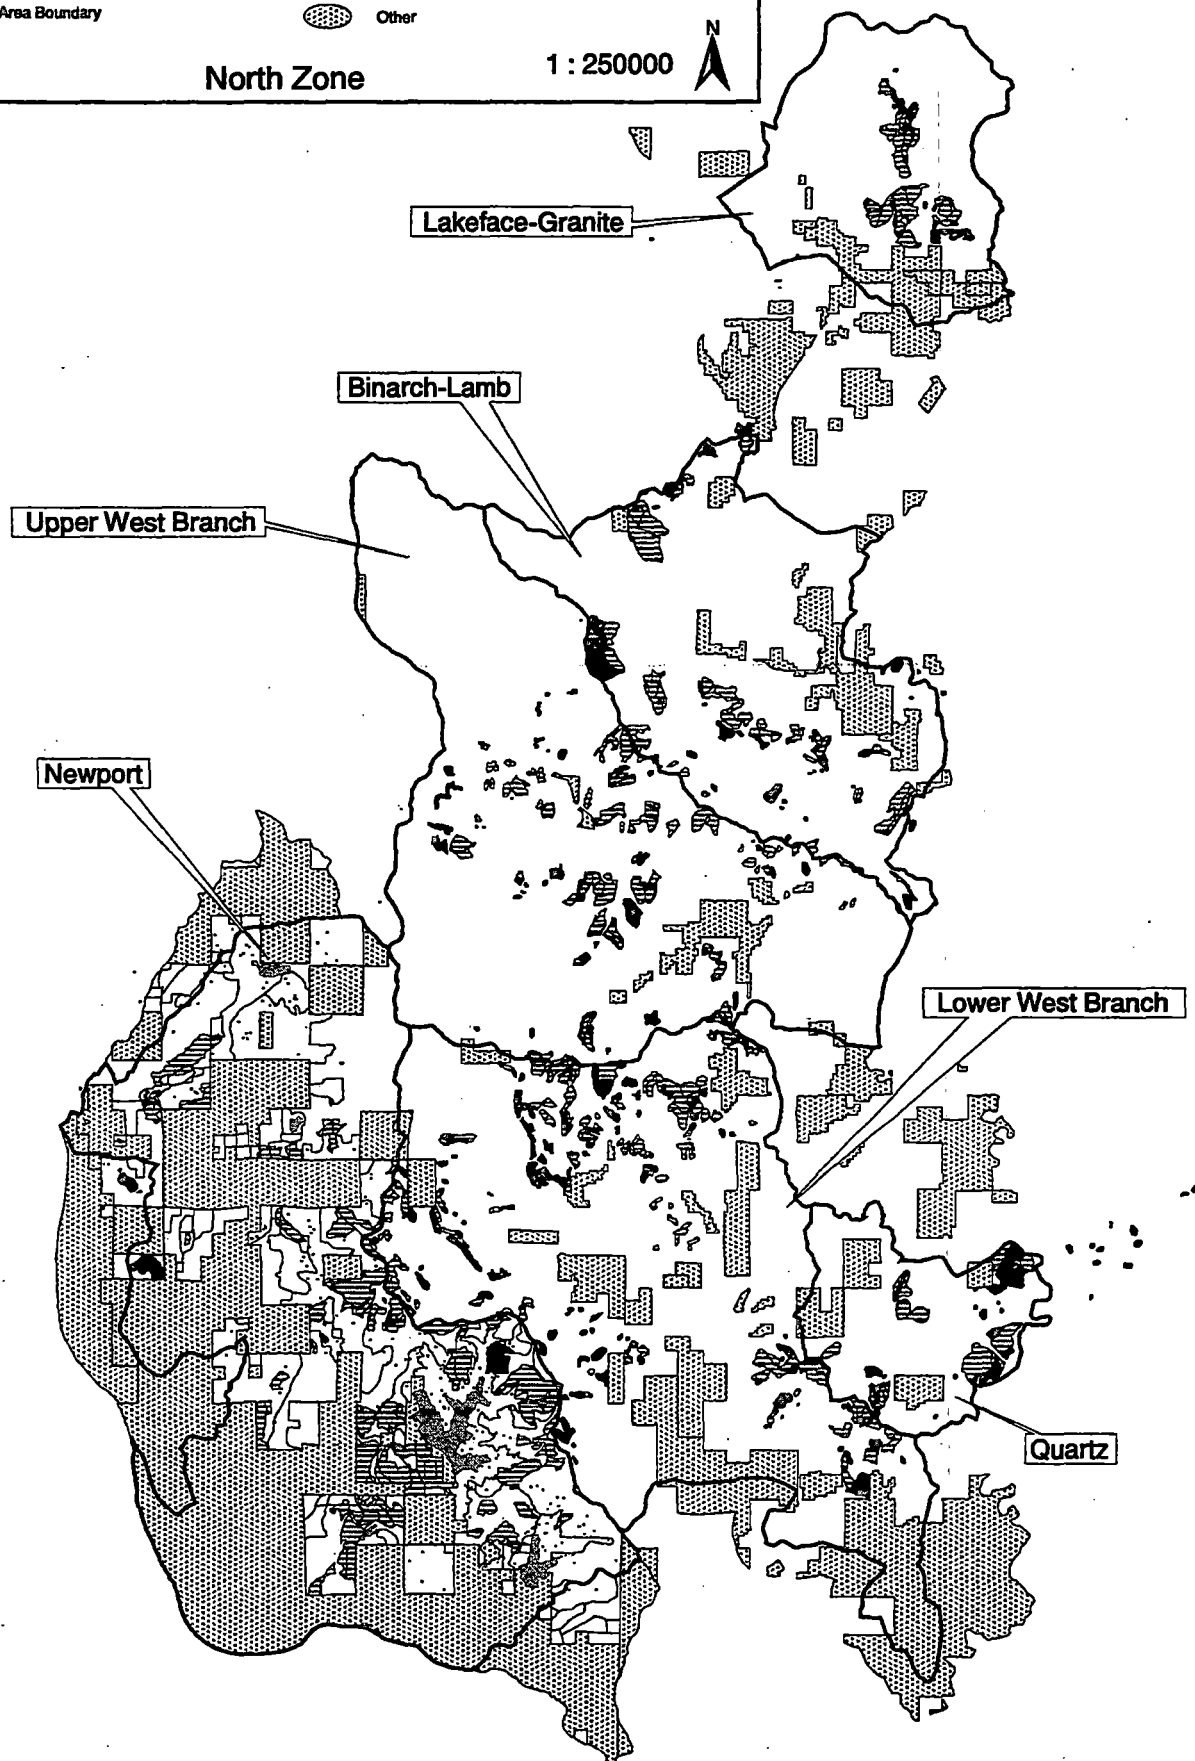 Area Boundary
Other
North Zone
1 : 250000
N
Lakeface-Granite
Binarch-Lamb
Upper West Branch
Newport
Lower West Branch
Quartz